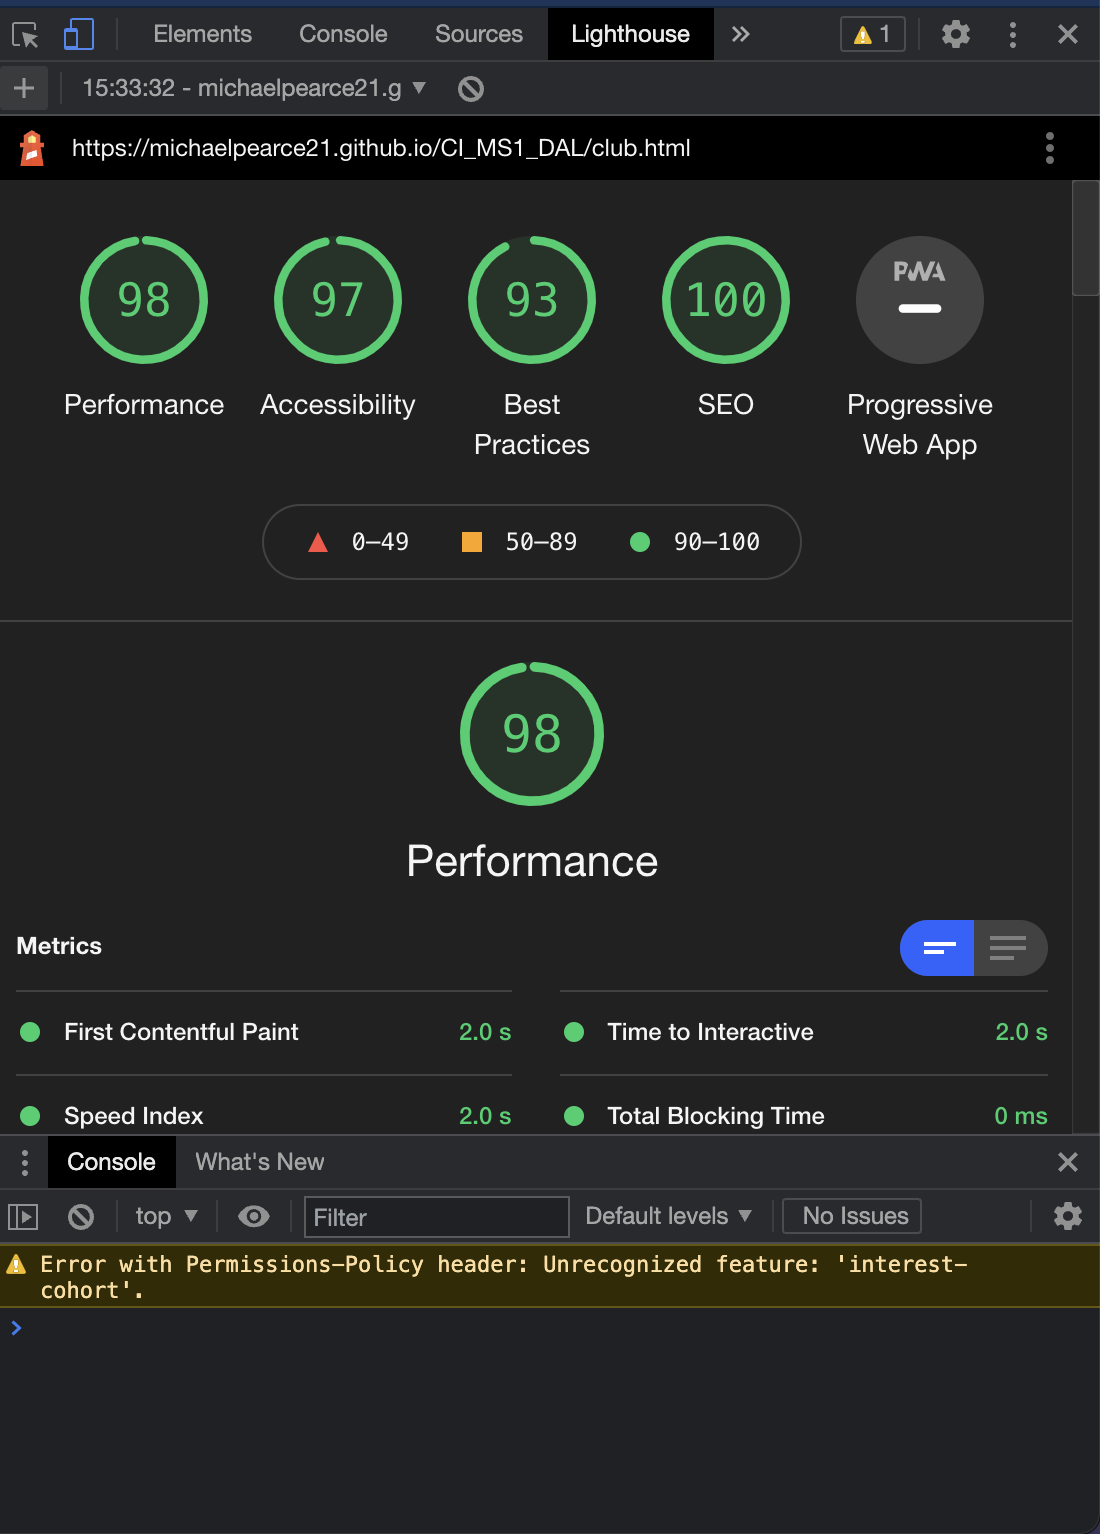 Elements Console Sources Lighthouse 1
15:33:32 - michaelpearce21.g
https://michaelpearce21.github.io/CI_MS1_DAL/club.html
98 97 93 100 PWA
Performance Accessibility Best Practices SEO Progressive Web App
0–49 50–89 90–100
98
Performance
Metrics
First Contentful Paint 2.0 s Time to Interactive 2.0 s
Speed Index 2.0 s Total Blocking Time 0 ms
Console What's New
top Filter Default levels No Issues
Error with Permissions-Policy header: Unrecognized feature: 'interest-
cohort'.